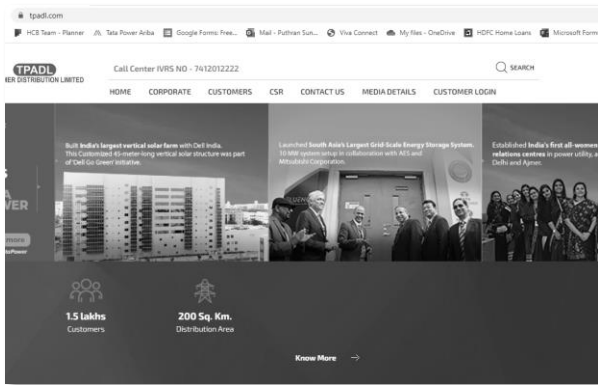 tpadl.com
HCB Team - Planner
Tata Power Ariba
Google Forms: Free...
Mail - Puthran Sun...
Viva Connect
My files - OneDrive
HDFC Home Loans
Microsoft Form
TPADL
ER DISTRIBUTION LIMITED
Call Center IVRS NO - 7412012222
SEARCH
HOME CORPORATE CUSTOMERS CSR CONTACT US MEDIA DETAILS CUSTOMER LOGIN
Built India's largest vertical solar farm with Dell India.
This Customized 45-meter-long vertical solar structure was part
of 'Dell Go Green' initiative.
Launched South Asia's Largest Grid-Scale Energy Storage System.
10 MW system setup in collaboration with AES and
Mitsubishi Corporation.
Established India's first all-women
relations centres in power utility, a
Delhi and Ajmer.
S
A
VER
more
taPower
1.5 lakhs
Customers
200 Sq. Km.
Distribution Area
Know More